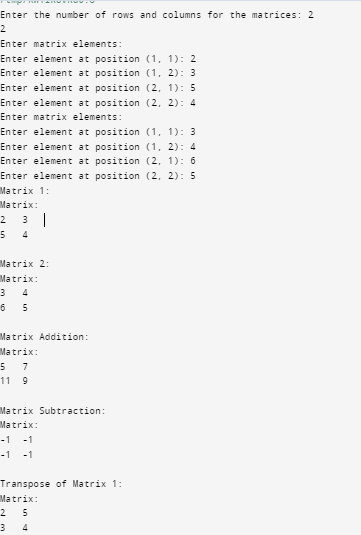 Enter the number of rows and columns for the matrices: 2
2
Enter matrix elements:
Enter element at position (1, 1): 2
Enter element at position (1, 2): 3
Enter element at position (2, 1): 5
Enter element at position (2, 2): 4
Enter matrix elements:
Enter element at position (1, 1): 3
Enter element at position (1, 2): 4
Enter element at position (2, 1): 6
Enter element at position (2, 2): 5
Matrix 1:
Matrix:
2 3
5 4
Matrix 2:
Matrix:
3 4
6 5
Matrix Addition:
Matrix:
5 7
11 9
Matrix Subtraction:
Matrix:
-1 -1
-1 -1
Transpose of Matrix 1:
Matrix:
2 5
3 4